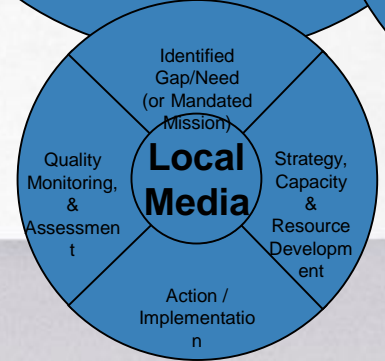 Identified
Gap/Need
(or Mandated
Mission)
Local
Media
Quality
Monitoring,
&
Assessmen
t
Strategy,
Capacity
&
Resource
Developm
ent
Action /
Implementatio
n